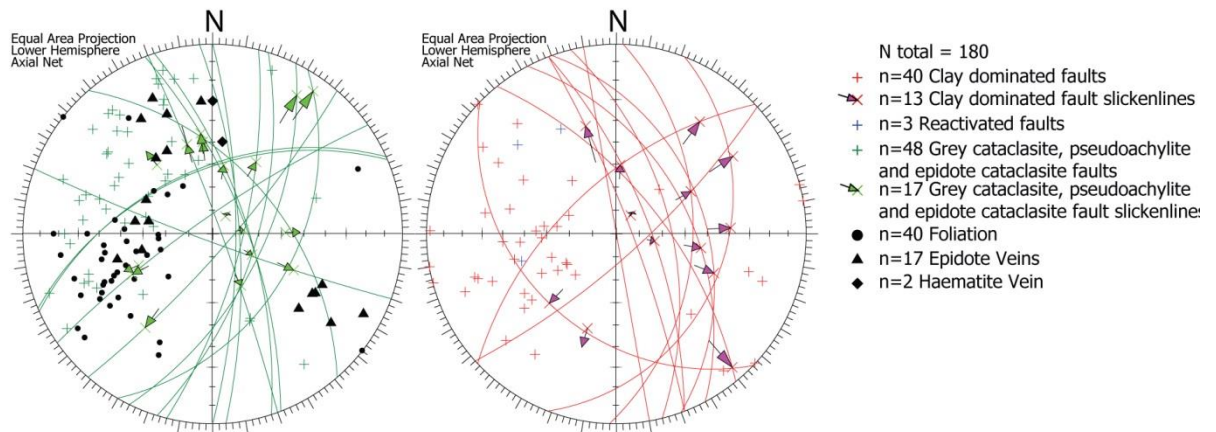 N
Equal Area Projection
Lower Hemisphere
Axial Net
N
Equal Area Projection
Lower Hemisphere
Axial Net
N total = 180
n=40 Clay dominated faults
n=13 Clay dominated fault slickenlines
n=3 Reactivated faults
n=48 Grey cataclasite, pseudoachylite
and epidote cataclasite faults
n=17 Grey cataclasite, pseudoachylite
and epidote cataclasite fault slickenlines
n=40 Foliation
n=17 Epidote Veins
n=2 Haematite Vein